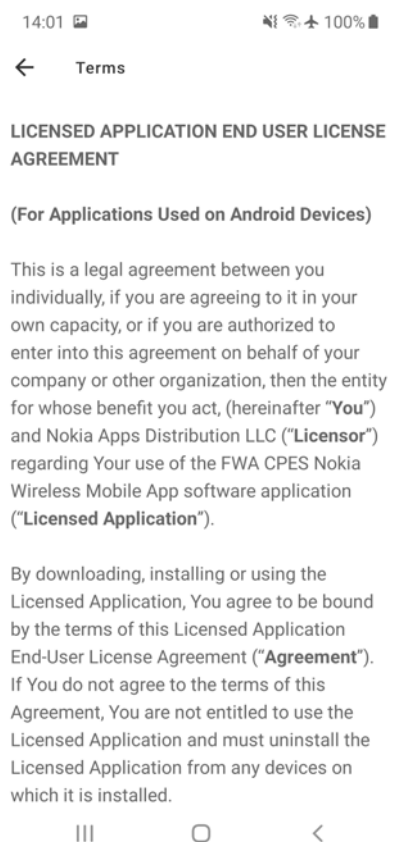 14:01
100%
Terms
LICENSED APPLICATION END USER LICENSE
AGREEMENT
(For Applications Used on Android Devices)
This is a legal agreement between you
individually, if you are agreeing to it in your
own capacity, or if you are authorized to
enter into this agreement on behalf of your
company or other organization, then the entity
for whose benefit you act, (hereinafter “You”)
and Nokia Apps Distribution LLC (“Licensor”)
regarding Your use of the FWA CPES Nokia
Wireless Mobile App software application
(“Licensed Application”).
By downloading, installing or using the
Licensed Application, You agree to be bound
by the terms of this Licensed Application
End-User License Agreement (“Agreement”).
If You do not agree to the terms of this
Agreement, You are not entitled to use the
Licensed Application and must uninstall the
Licensed Application from any devices on
which it is installed.